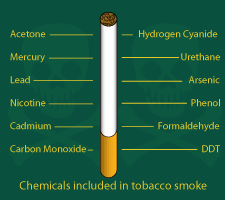 Acetone
Hydrogen Cyanide
Mercury
Urethane
Lead
Arsenic
Nicotine
Phenol
Cadmium
Formaldehyde
Carbon Monoxide
DDT
Chemicals included in tobacco smoke